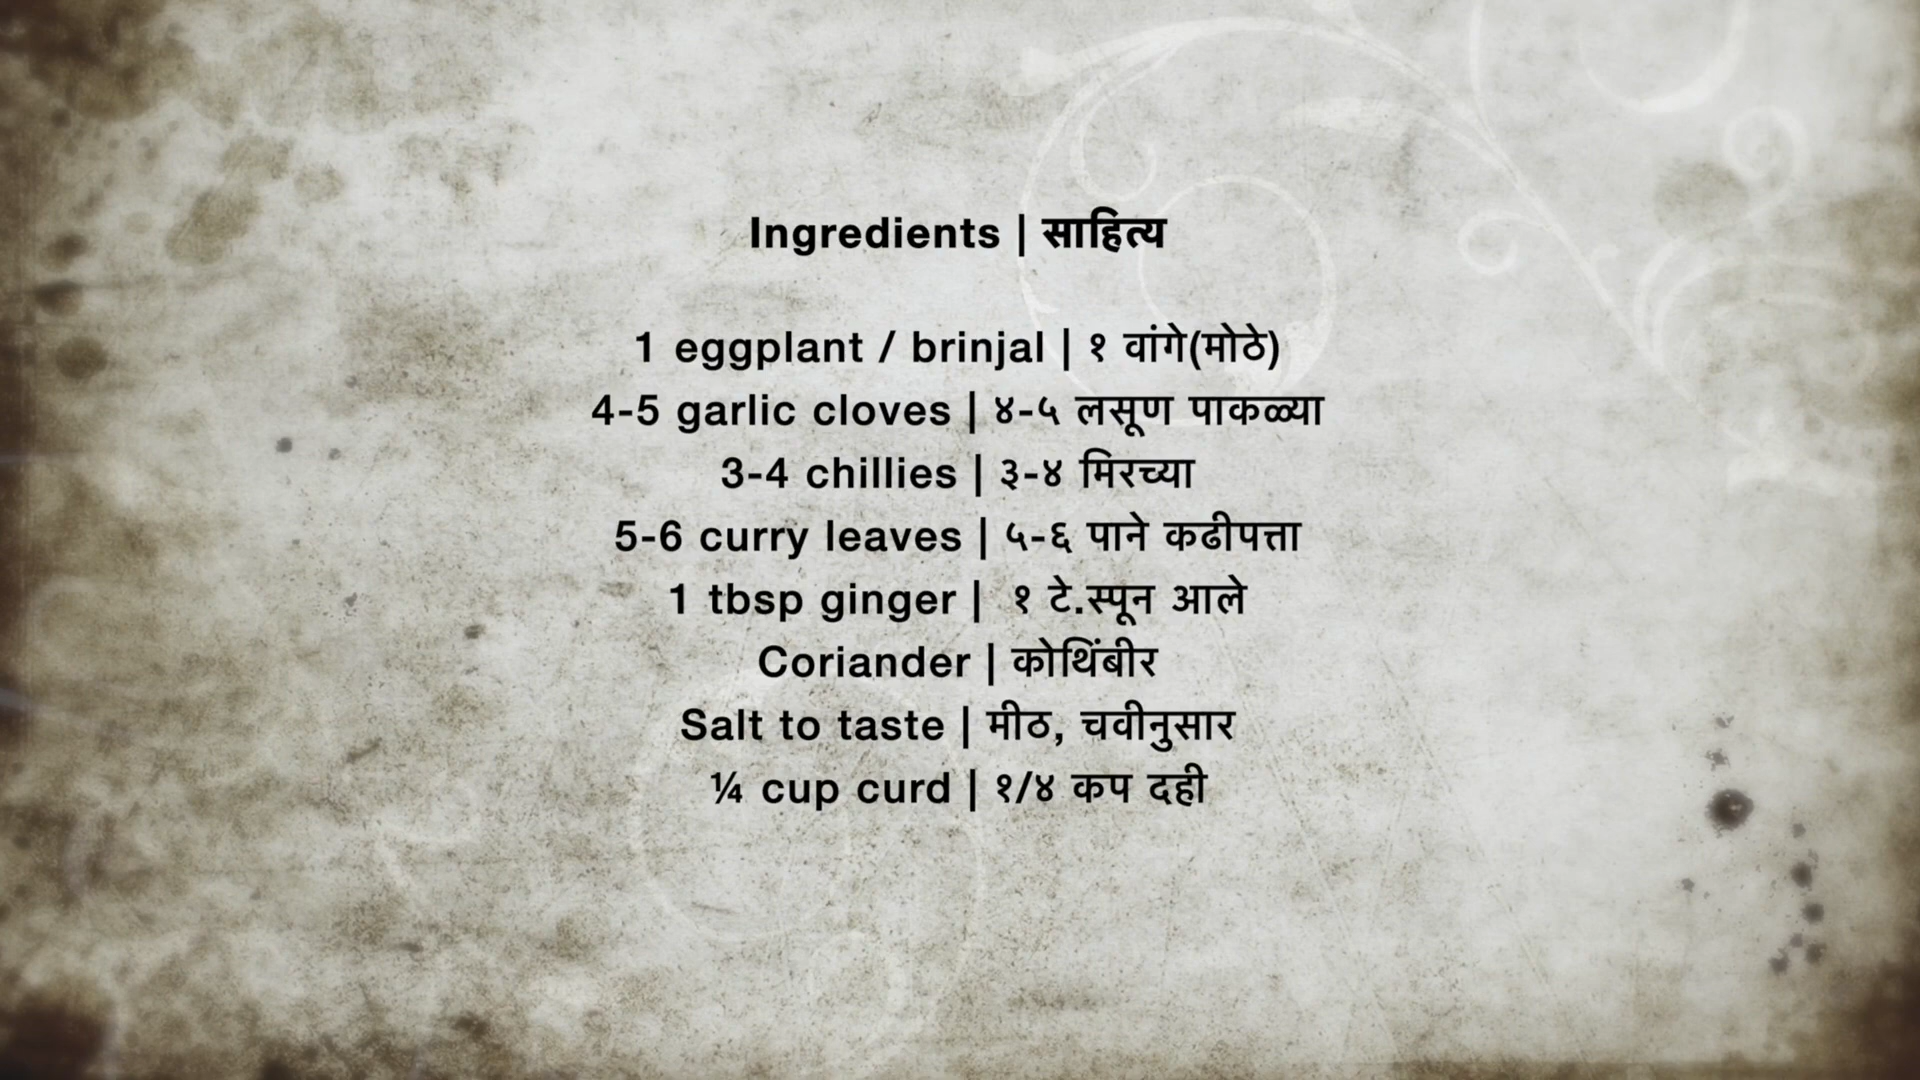 Ingredients | साहित्य
1 eggplant / brinjal | १ वांगे(मोठे)
4-5 garlic cloves | ४-५ लसूण पाकळ्या
3-4 chillies | ३-४ मिरच्या
5-6 curry leaves | ५-६ पाने कढीपत्ता
1 tbsp ginger | १ टे.स्पून आले
Coriander | कोथिंबीर
Salt to taste | मीठ, चवीनुसार
¼ cup curd | १/४ कप दही